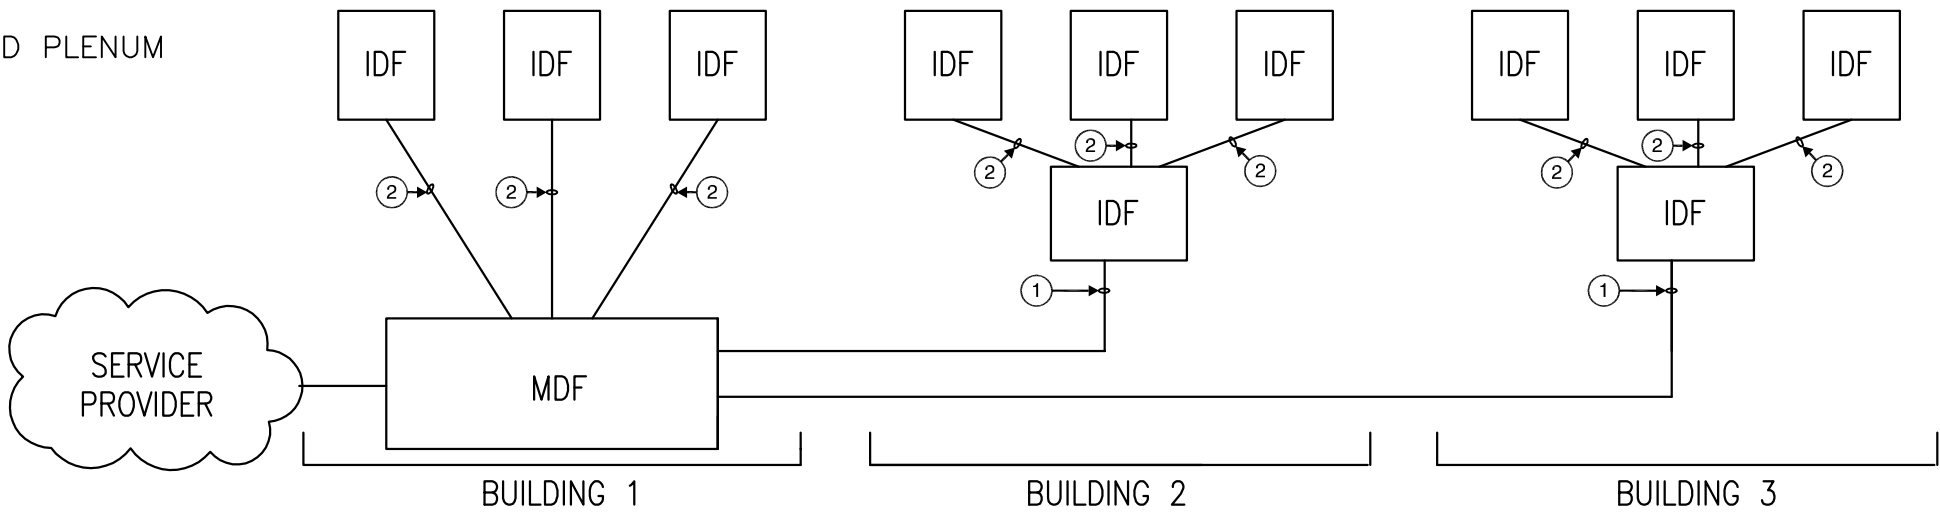 D PLENUM
IDF
IDF
IDF
IDF
IDF
IDF
IDF
IDF
IDF
2
2
2
2
2
2
2
2
2
IDF
IDF
1
1
SERVICE
PROVIDER
MDF
BUILDING 1
BUILDING 2
BUILDING 3